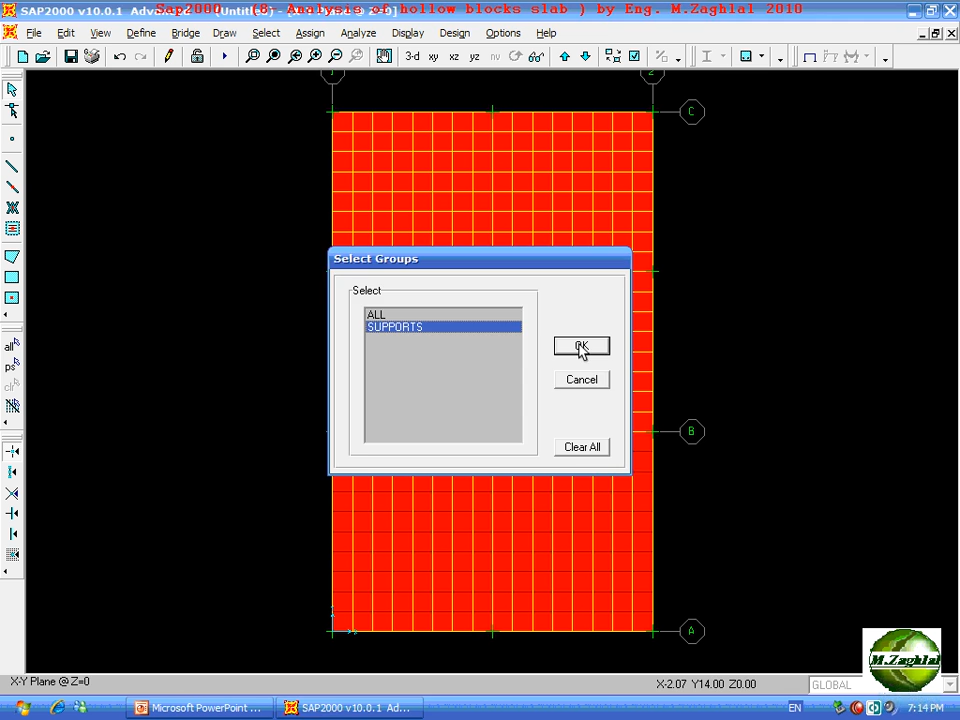 SAP2000 v10.0.1 Advanced (Untitled)
Sap2000 (8- Analysis of hollow blocks slab ) by Eng. M.Zaghlal 2010
File Edit View Define Bridge Draw Select Assign Analyze Display Design Options Help
3-d xy xz yz nv
1 2
C
Select Groups
Select
ALL
SUPPORTS
OK
Cancel
Clear All
B
A
all
ps
clr
M.Zaghlal
X-Y Plane @ Z=0
X-2.07 Y14.00 Z0.00
GLOBAL
Microsoft PowerPoint ...
SAP2000 v10.0.1 Ad...
EN
7:14 PM